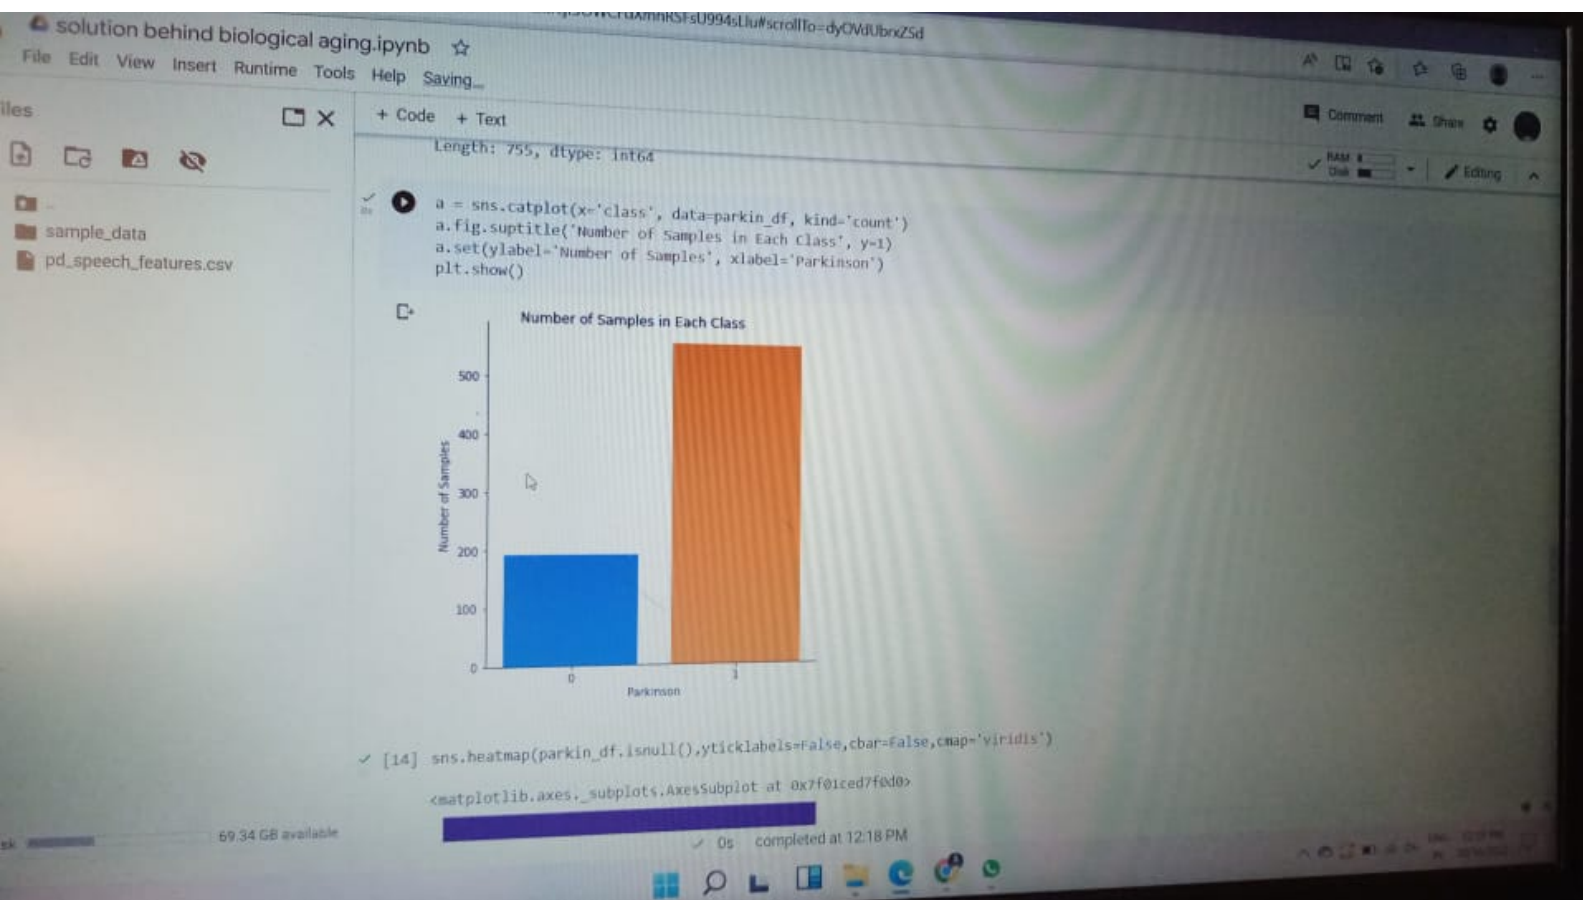 solution behind biological aging.ipynb
File Edit View Insert Runtime Tools Help Saving...
Comment Share
iles
+ Code + Text
RAM
Disk
Editing
Length: 755, dtype: int64
..
sample_data
pd_speech_features.csv
a = sns.catplot(x='class', data=parkin_df, kind='count')
a.fig.suptitle('Number of Samples in Each Class', y=1)
a.set(ylabel='Number of Samples', xlabel='Parkinson')
plt.show()
Number of Samples in Each Class
500
400
300
200
100
0
Number of Samples
0 1
Parkinson
[14] sns.heatmap(parkin_df.isnull(),yticklabels=False,cbar=False,cmap='viridis')
<matplotlib.axes._subplots.AxesSubplot at 0x7f01ced7f0d0>
69.34 GB available
0s completed at 12:18 PM